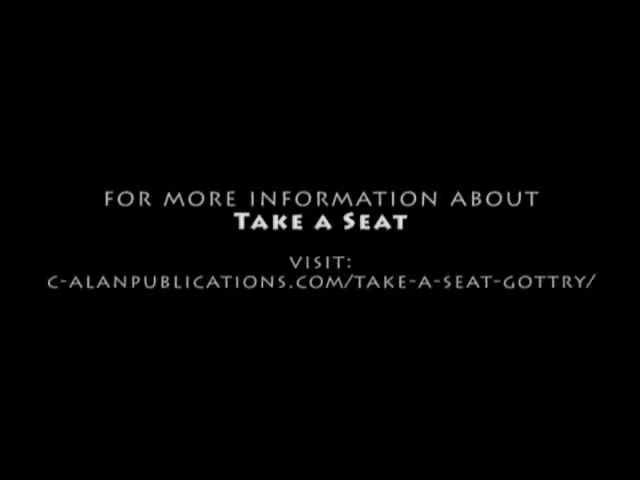 FOR MORE INFORMATION ABOUT
TAKE A SEAT
VISIT:
C-ALANPUBLICATIONS.COM/TAKE-A-SEAT-GOTTRY/